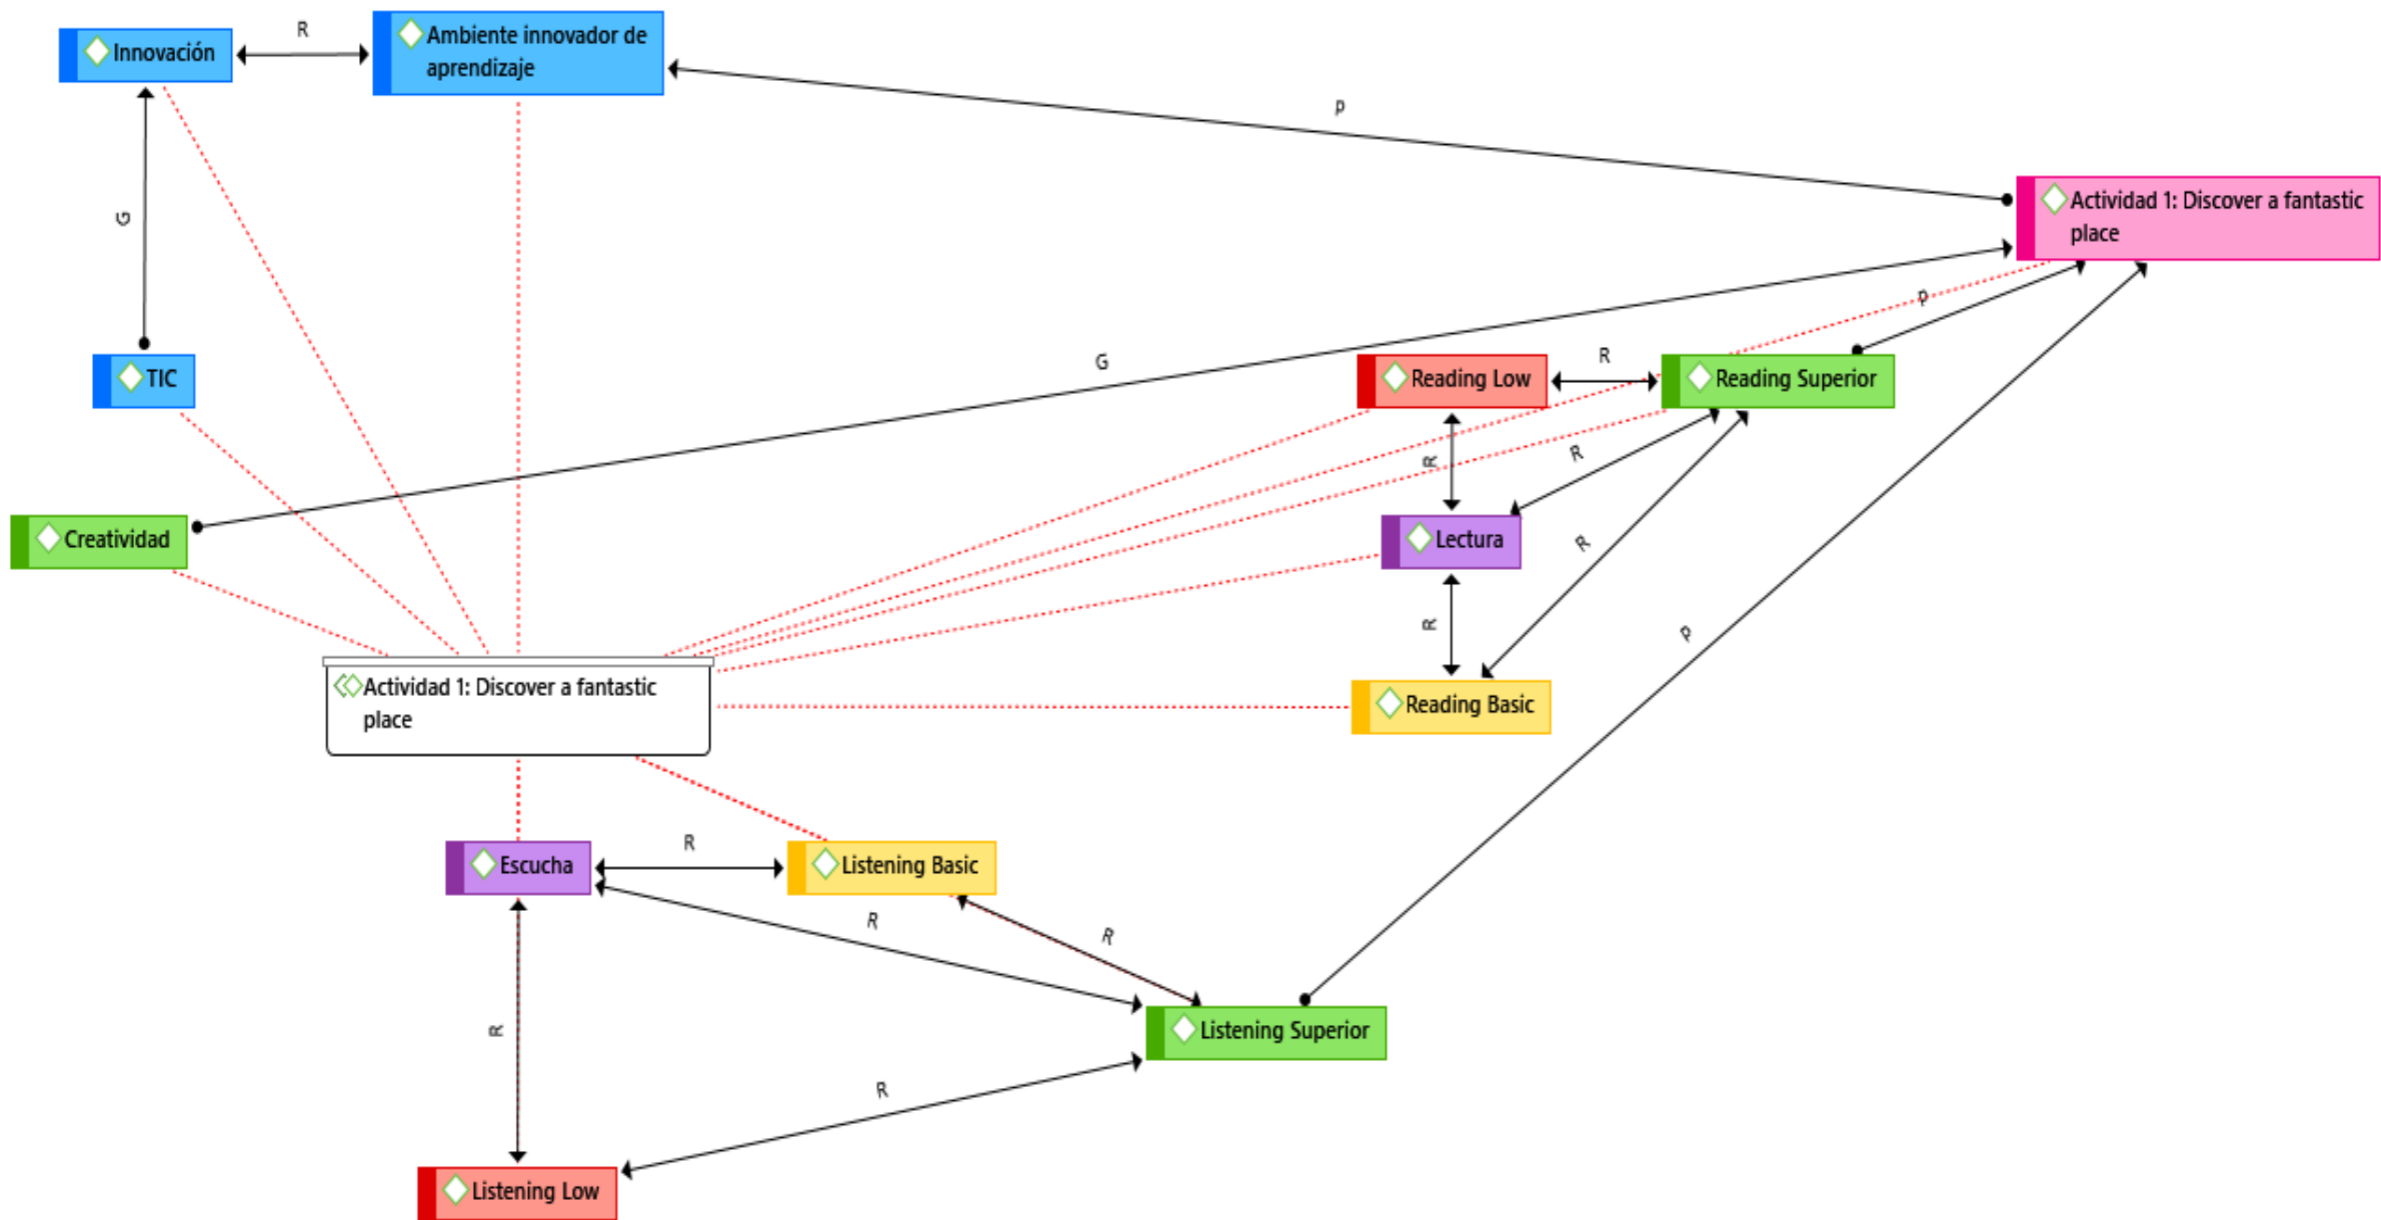 R
Innovación
Ambiente innovador de
aprendizaje
P
G
Actividad 1: Discover a fantastic
place
P
G
TIC
Reading Low
R
Reading Superior
R
R
Creatividad
Lectura
R
R
P
Actividad 1: Discover a fantastic
place
Reading Basic
R
Escucha
Listening Basic
R
R
R
Listening Superior
R
Listening Low